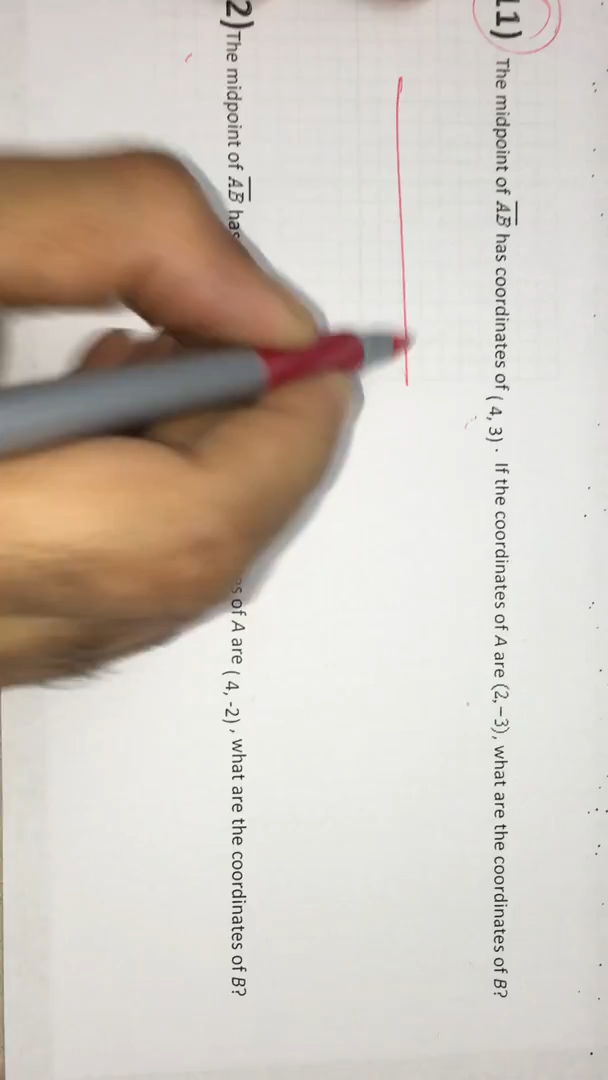 11) The midpoint of AB has coordinates of ( 4, 3) . If the coordinates of A are (2,−3), what are the coordinates of B?
2) The midpoint of AB has of A are ( 4, -2) , what are the coordinates of B?